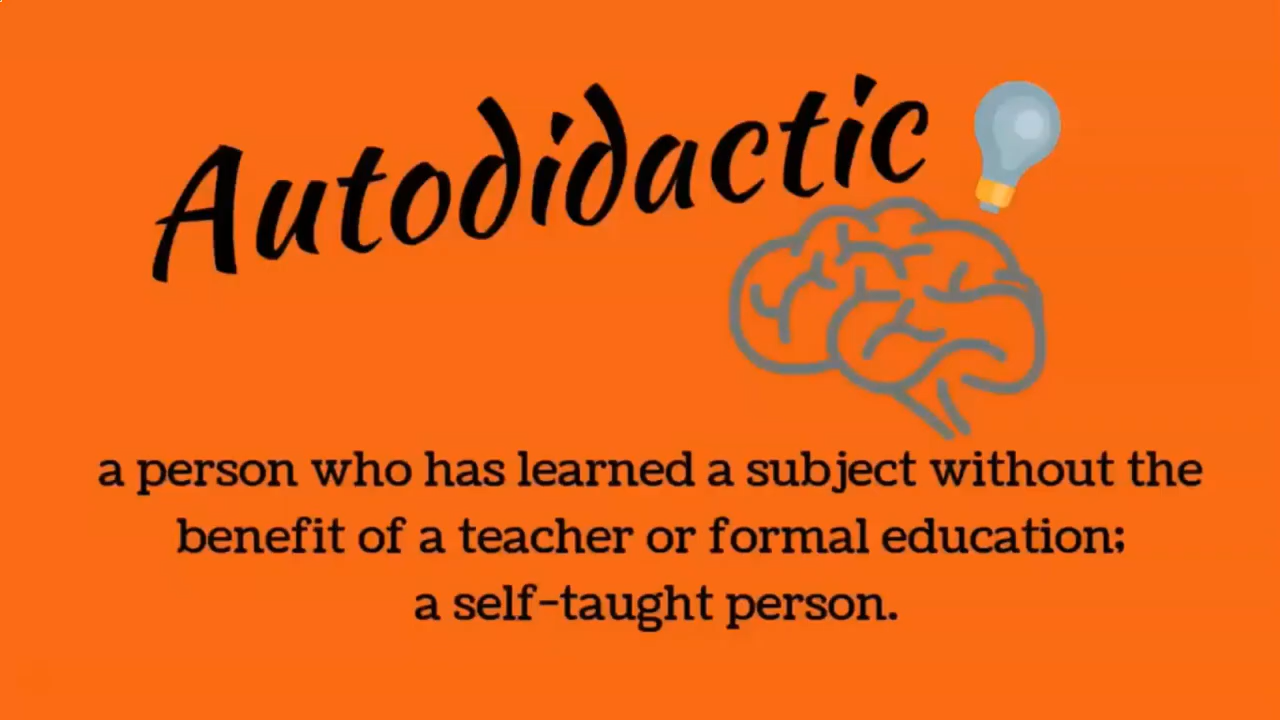 Autodidactic
a person who has learned a subject without the
benefit of a teacher or formal education;
a self-taught person.